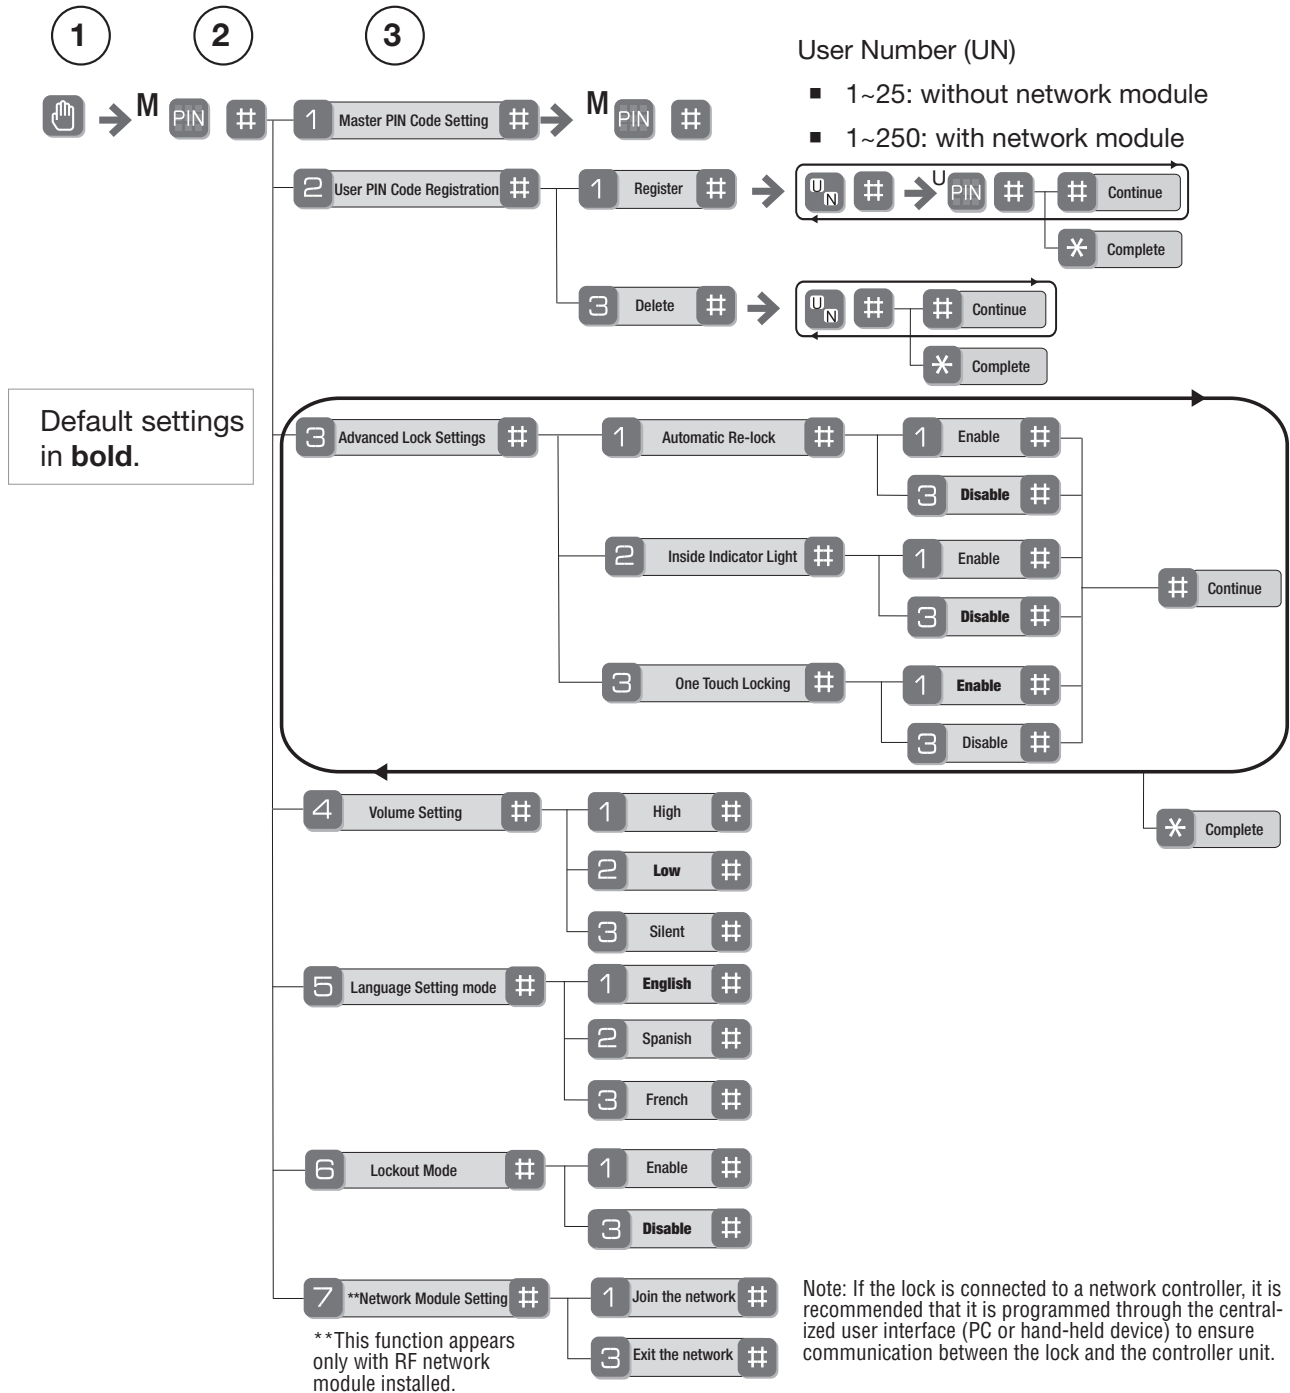 1 2 3
M PIN # 1 Master PIN Code Setting # M PIN #
User Number (UN)
■ 1~25: without network module
■ 1~250: with network module
2 User PIN Code Registration # 1 Register # UN # U PIN # # Continue
* Complete
3 Delete # UN # # Continue
* Complete
Default settings
in bold.
3 Advanced Lock Settings # 1 Automatic Re-lock # 1 Enable #
3 Disable #
2 Inside Indicator Light # 1 Enable #
# Continue
3 Disable #
3 One Touch Locking # 1 Enable #
3 Disable #
4 Volume Setting # 1 High #
* Complete
2 Low #
3 Silent #
5 Language Setting mode # 1 English #
2 Spanish #
3 French #
6 Lockout Mode # 1 Enable #
3 Disable #
7 **Network Module Setting # 1 Join the network #
3 Exit the network #
**This function appears
only with RF network
module installed.
Note: If the lock is connected to a network controller, it is
recommended that it is programmed through the central-
ized user interface (PC or hand-held device) to ensure
communication between the lock and the controller unit.